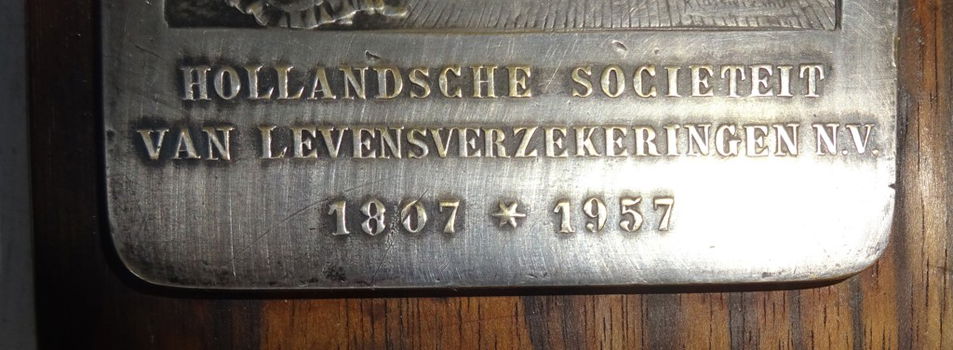 HOLLANDSCHE SOCIETEIT
VAN LEVENSVERZEKERINGEN N.V.
1807 * 1957